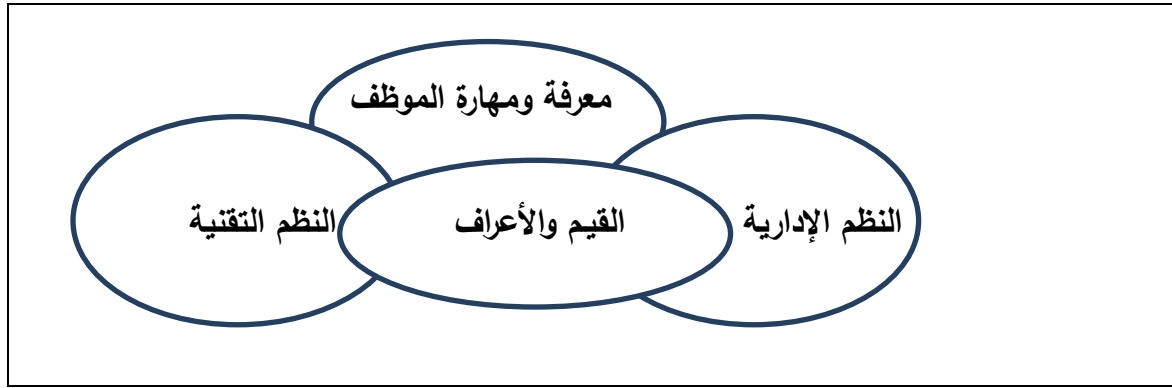 معرفة ومهارة الموظف
النظم الإدارية
القيم والأعراف
النظم التقنية